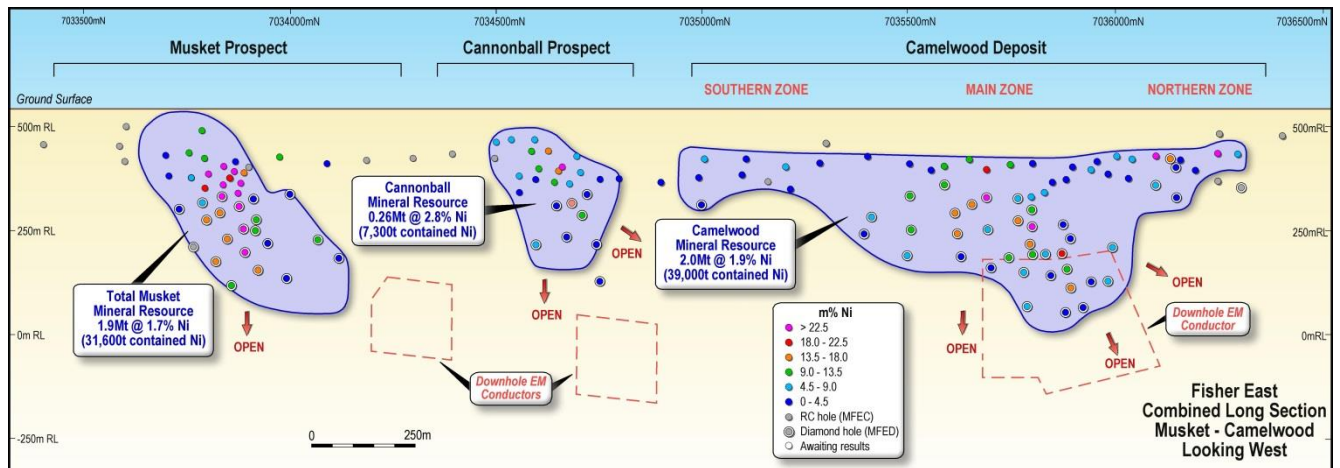 7033500mN
7034000mN
7034500mN
7035000mN
7035500mN
7036000mN
7036500mN
Musket Prospect
Cannonball Prospect
Camelwood Deposit
SOUTHERN ZONE
MAIN ZONE
NORTHERN ZONE
Ground Surface
500m RL
500mRL
250m RL
250mRL
0m RL
0mRL
-250m RL
-250mRL
Total Musket
Mineral Resource
1.9Mt @ 1.7% Ni
(31,600t contained Ni)
OPEN
Cannonball
Mineral Resource
0.26Mt @ 2.8% Ni
(7,300t contained Ni)
OPEN
OPEN
Downhole EM
Conductors
Camelwood
Mineral Resource
2.0Mt @ 1.9% Ni
(39,000t contained Ni)
OPEN
OPEN
OPEN
Downhole EM
Conductor
m% Ni
> 22.5
18.0 - 22.5
13.5 - 18.0
9.0 - 13.5
4.5 - 9.0
0 - 4.5
RC hole (MFEC)
Diamond hole (MFED)
Awaiting results
0
250m
Fisher East
Combined Long Section
Musket - Camelwood
Looking West